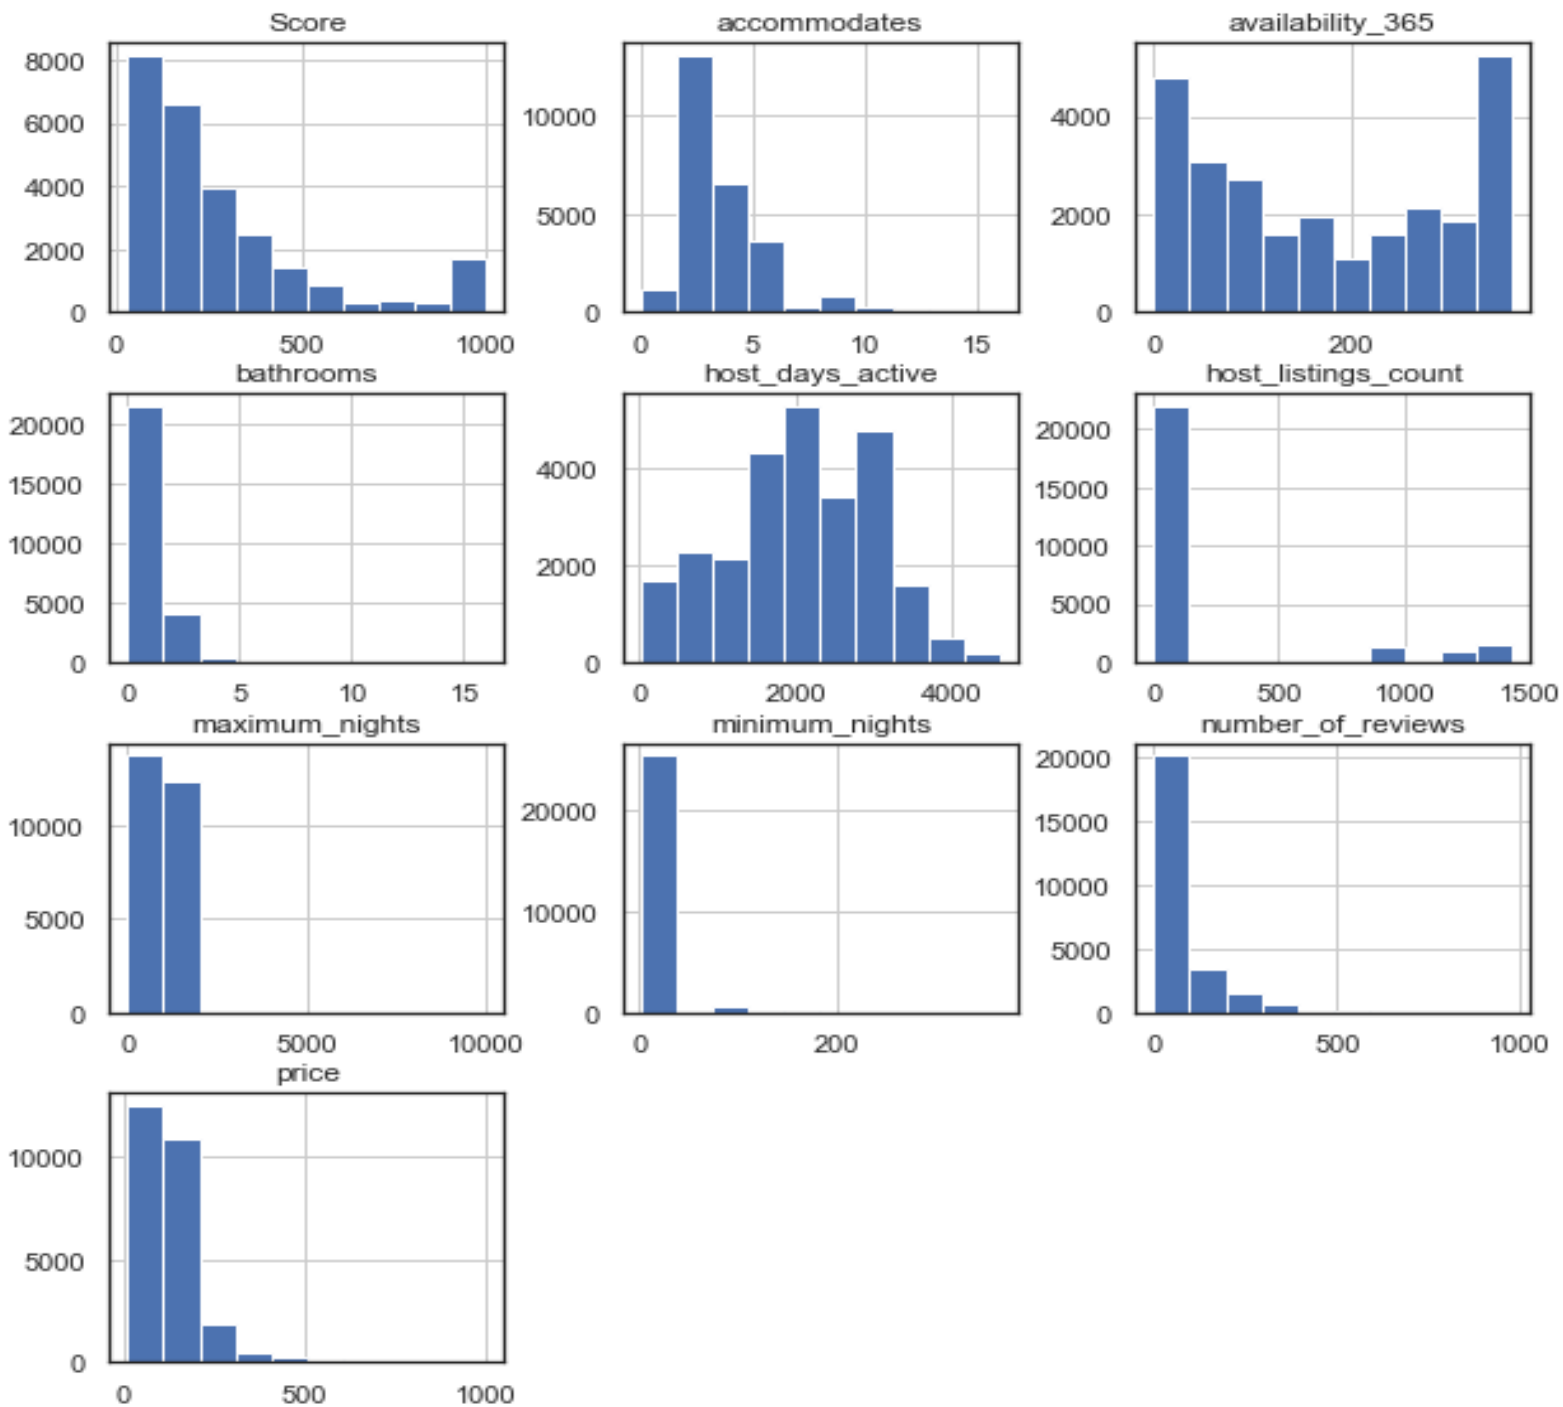 Score accommodates availability_365
8000 6000 4000 2000 0
0 500 1000
10000 5000 0
0 5 10 15
4000 2000 0
0 200
bathrooms host_days_active host_listings_count
20000 15000 10000 5000 0
0 5 10 15
4000 2000 0
0 2000 4000
20000 15000 10000 5000 0
0 500 1000 1500
maximum_nights minimum_nights number_of_reviews
10000 5000 0
0 5000 10000
20000 10000 0
0 200
20000 15000 10000 5000 0
0 500 1000
price
10000 5000 0
0 500 1000